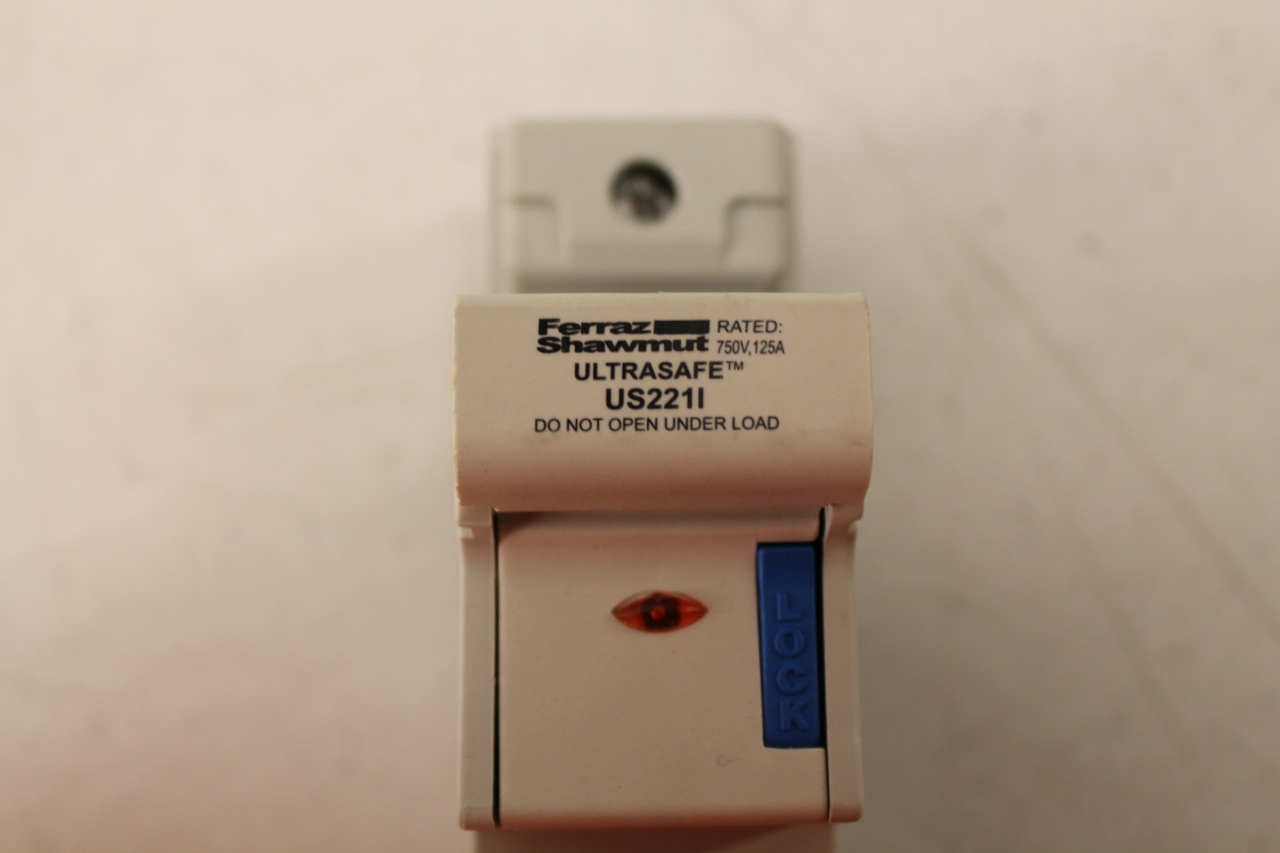 Ferraz RATED:
Shawmut 750V,125A
ULTRASAFE™
US221I
DO NOT OPEN UNDER LOAD
LOCK